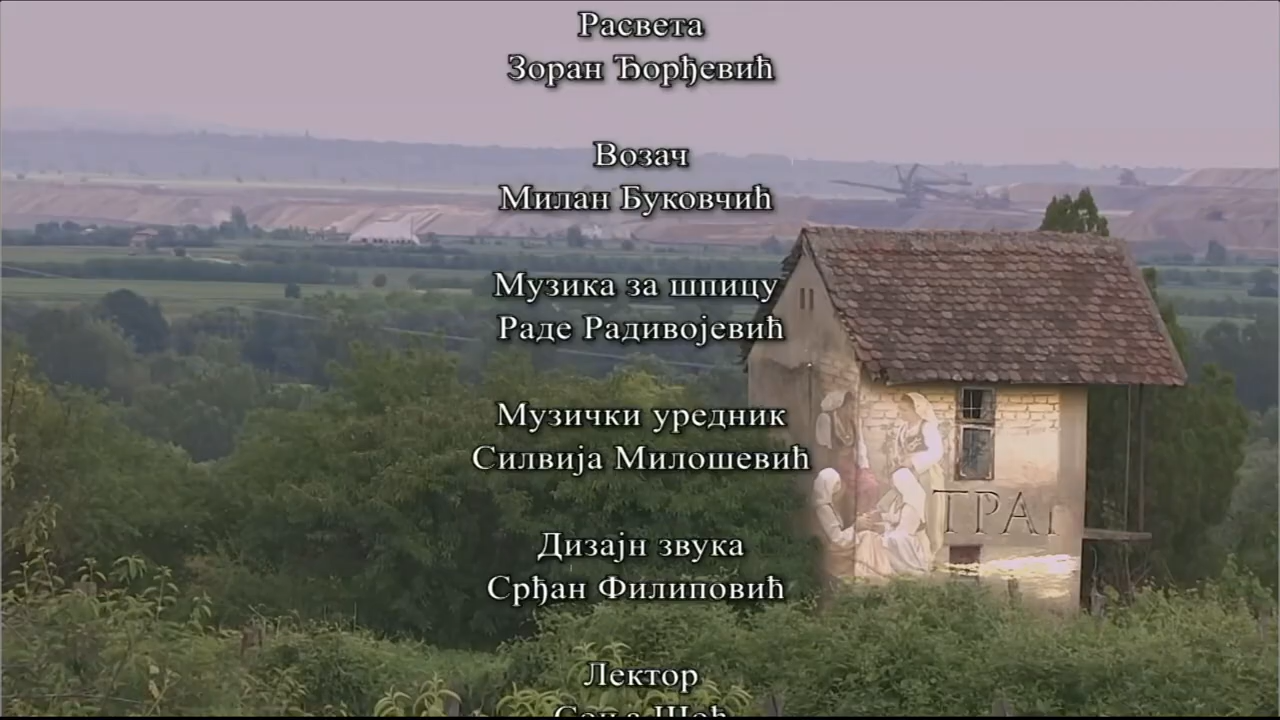 Расвета
Зоран Ђорђевић
Возач
Милан Буковчић
Музика за шпицу
Раде Радивојевић
Музички уредник
Силвија Милошевић
Дизајн звука
Срђан Филиповић
Лектор
ТРАГ